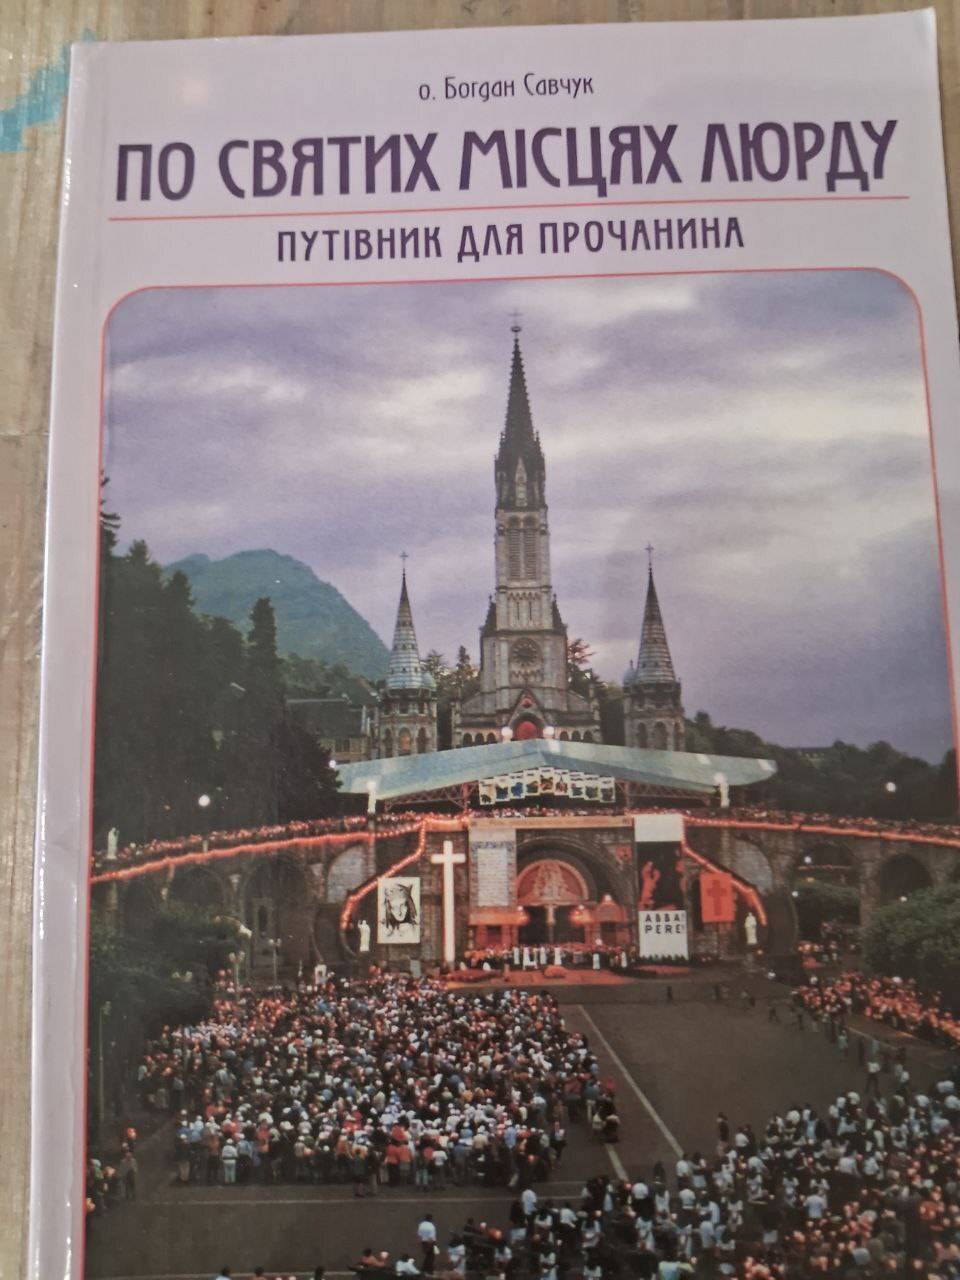 о. Богдан Савчук
ПО СВЯТИХ МІСЦЯХ ЛЮРДУ
ПУТІВНИК ДЛЯ ПРОЧАНИНА
ABBA!
PERE!